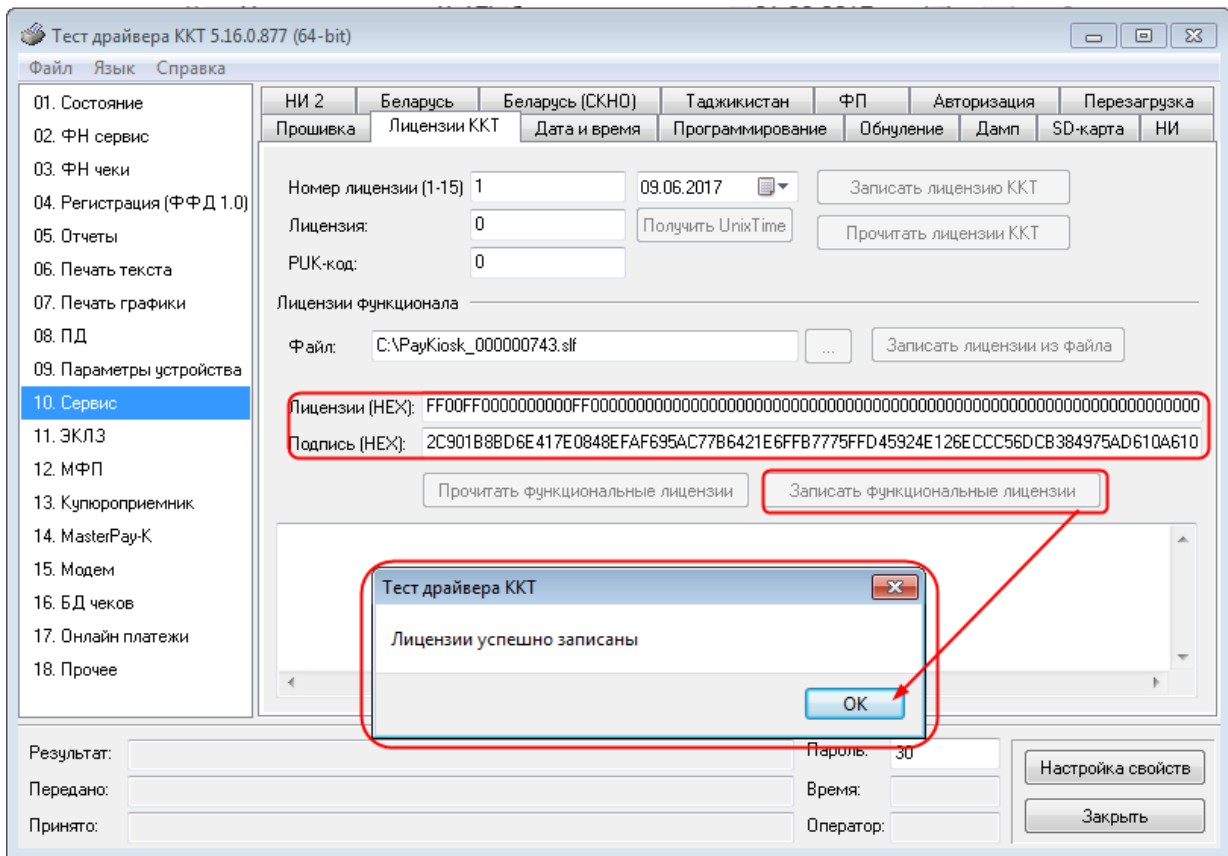 Тест драйвера ККТ 5.16.0.877 (64-bit)
Файл Язык Справка
01. Состояние
02. ФН сервис
03. ФН чеки
04. Регистрация (ФФД 1.0)
05. Отчеты
06. Печать текста
07. Печать графики
08. ПД
09. Параметры устройства
10. Сервис
11. ЭКЛЗ
12. МФП
13. Купюроприемник
14. MasterPay-K
15. Модем
16. БД чеков
17. Онлайн платежи
18. Прочее
НИ 2 Беларусь Беларусь (СКНО) Таджикистан ФП Авторизация Перезагрузка
Прошивка Лицензии ККТ Дата и время Программирование Обнуление Дамп SD-карта НИ
Номер лицензии (1-15) 1 09.06.2017 Записать лицензию ККТ
Лицензия: 0 Получить UnixTime Прочитать лицензии ККТ
PUK-код: 0
Лицензии функционала
Файл: C:\PayKiosk_000000743.slf ... Записать лицензии из файла
Лицензии (HEX):
Подпись (HEX): 2C901B8BD6E417E0848EFAF695AC77B6421E6FFB7775FFD45924E126ECCC56DCB384975AD610A610
Прочитать функциональные лицензии Записать функциональные лицензии
Тест драйвера ККТ
Лицензии успешно записаны
OK
Результат: Пароль: 30 Настройка свойств
Передано: Время:
Принято: Оператор: Закрыть